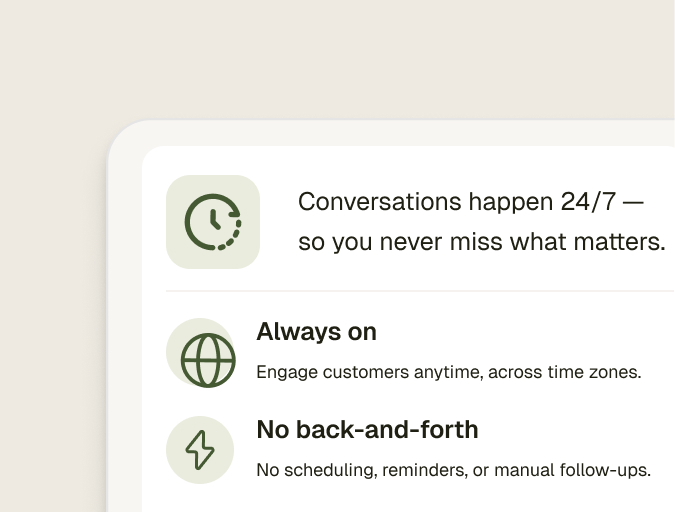 Conversations happen 24/7 —
so you never miss what matters.
Always on
Engage customers anytime, across time zones.
No back-and-forth
No scheduling, reminders, or manual follow-ups.